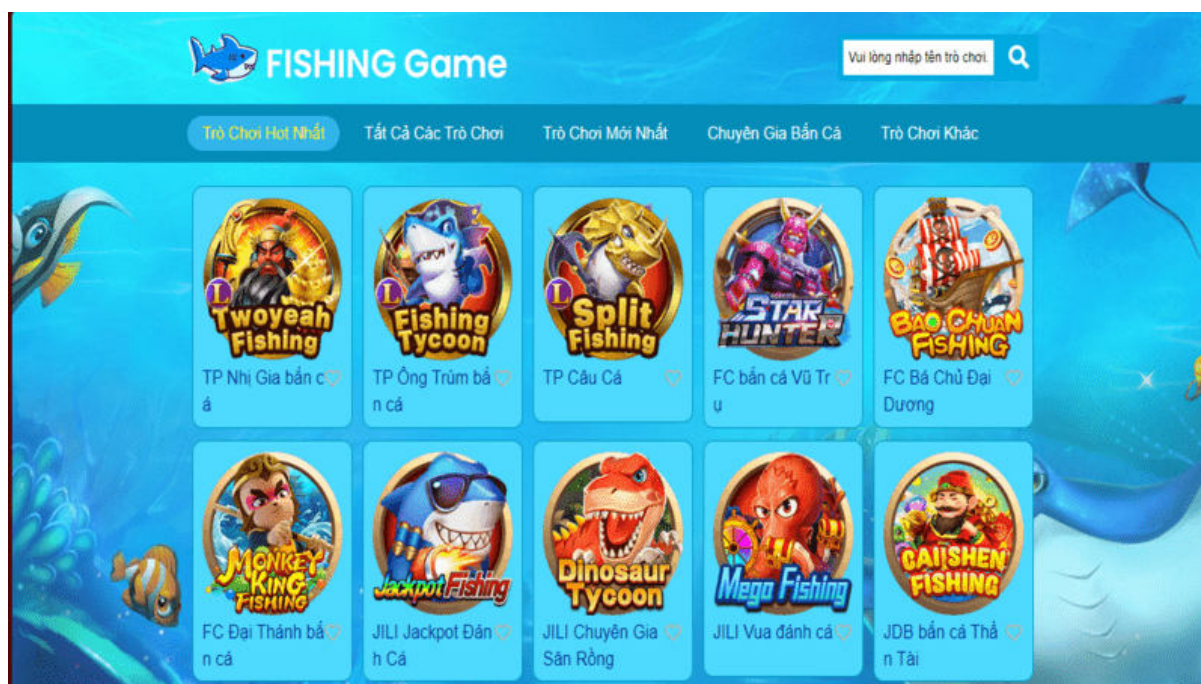 FISHING Game
Vui lòng nhập tên trò chơi.
Trò Chơi Hot Nhất
Tất Cả Các Trò Chơi
Trò Chơi Mới Nhất
Chuyên Gia Bắn Cá
Trò Chơi Khác
L
Twoyeah
Fishing
L
Fishing
Tycoon
L
Split
Fishing
STAR
HUNTER
BAO CHUAN
FISHING
TP Nhị Gia bắn c
á
TP Ông Trùm bắ
n cá
TP Câu Cá
FC bắn cá Vũ Tr
ụ
FC Bá Chủ Đại
Dương
MONKEY
KING
FISHING
Jackpot Fishing
Dinosaur
Tycoon
Mega Fishing
CAISHEN
FISHING
FC Đại Thánh bắ
n cá
JILI Jackpot Đán
h Cá
JILI Chuyên Gia
Săn Rồng
JILI Vua đánh cá
JDB bắn cá Thầ
n Tài